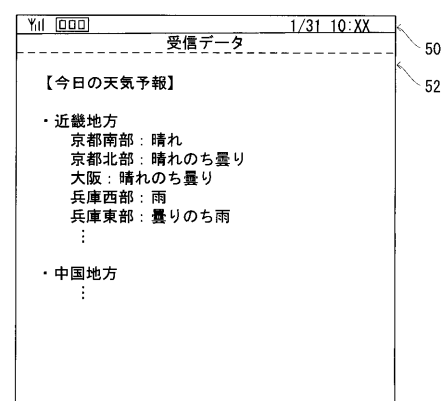 1/31 10:XX
50
受信データ
52
【今日の天気予報】
・近畿地方
京都南部：晴れ
京都北部：晴れのち曇り
大阪：晴れのち曇り
兵庫西部：雨
兵庫東部：曇りのち雨
⋮
・中国地方
⋮